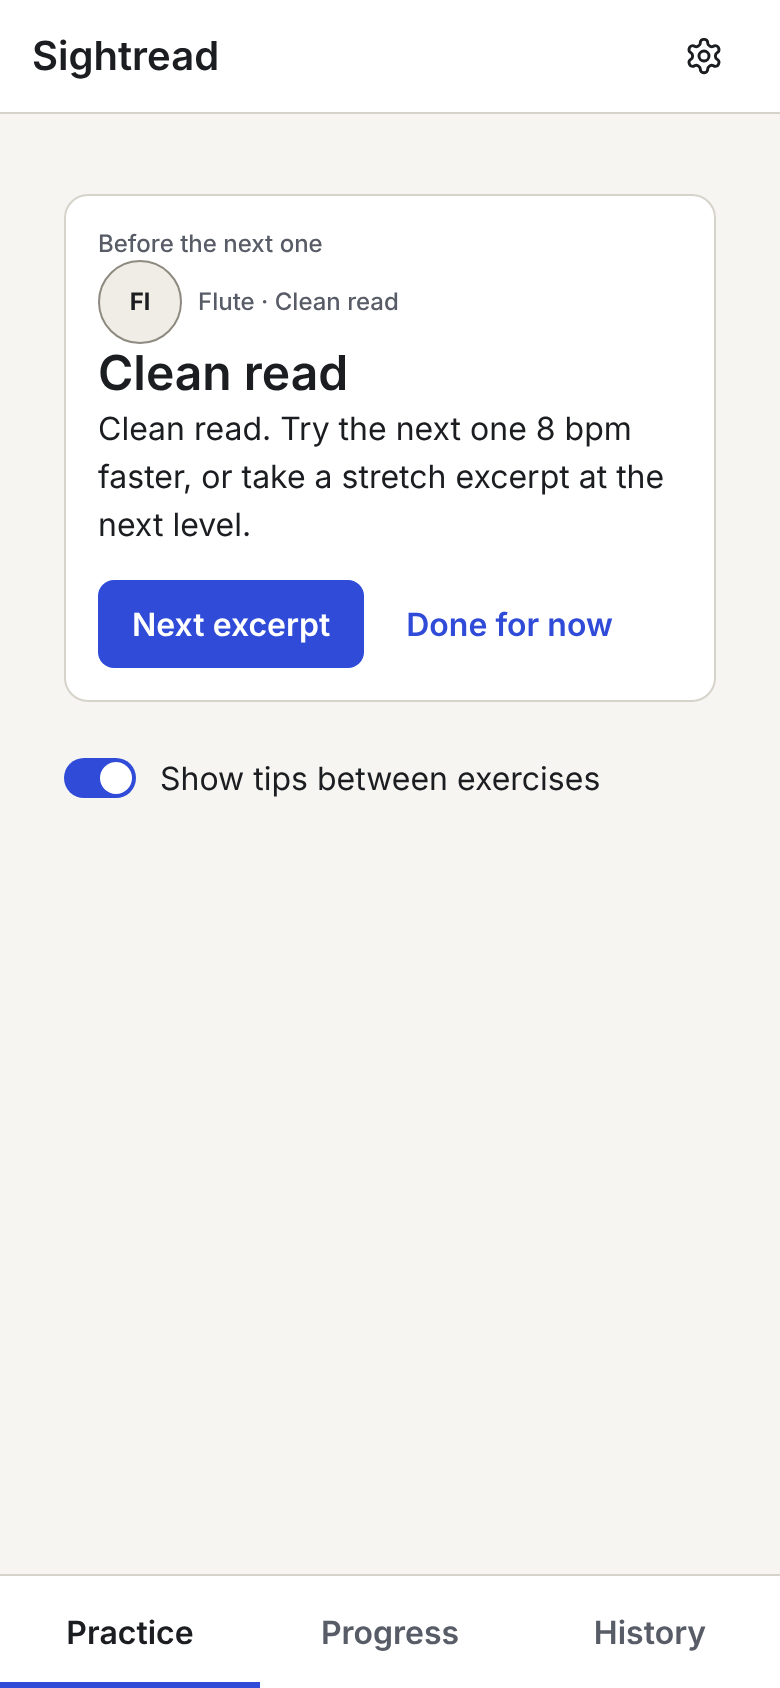 Sightread
Before the next one
Fl
Flute · Clean read
Clean read
Clean read. Try the next one 8 bpm
faster, or take a stretch excerpt at the
next level.
Next excerpt
Done for now
Show tips between exercises
Practice
Progress
History